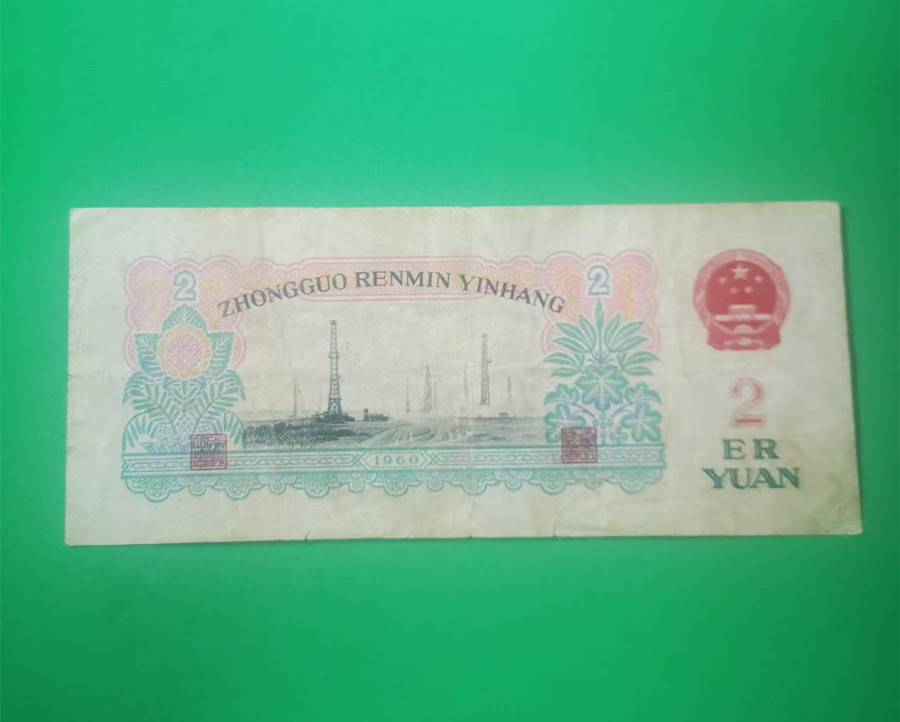 2
2
ZHONGGUO RENMIN YINHANG
2
ER
YUAN
1960